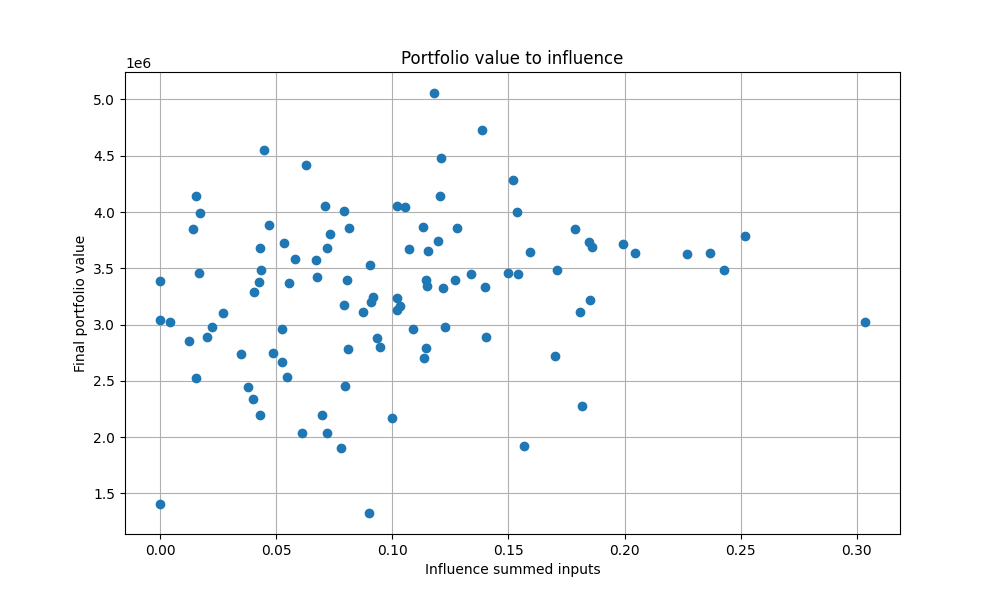 Portfolio value to influence
1e6
5.0
4.5
4.0
3.5
3.0
2.5
2.0
1.5
Final portfolio value
0.00 0.05 0.10 0.15 0.20 0.25 0.30
Influence summed inputs